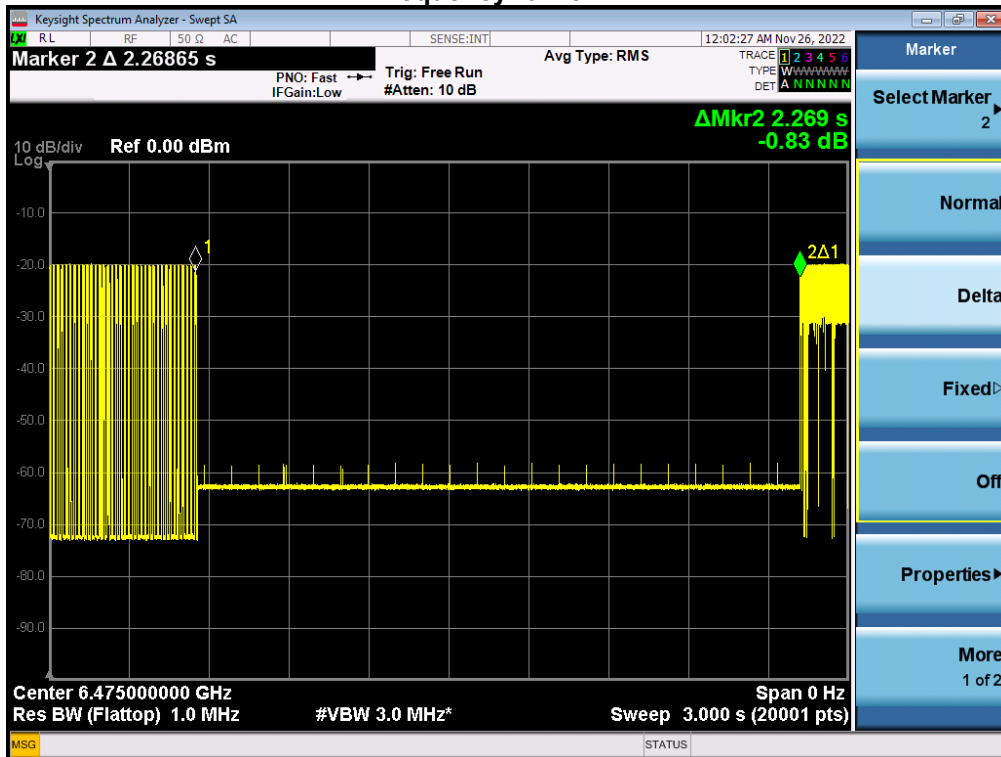 Keysight Spectrum Analyzer - Swept SA
LXI RL RF 50 Ω AC SENSE:INT 12:02:27 AM Nov 26, 2022
Marker 2 Δ 2.26865 s
PNO: Fast
IFGain:Low
Trig: Free Run
#Atten: 10 dB
Avg Type: RMS
TRACE 1 2 3 4 5 6
TYPE WWWWWW
DET A N N N N N
ΔMkr2 2.269 s
-0.83 dB
10 dB/div Ref 0.00 dBm
Log
-10.0
-20.0
-30.0
-40.0
-50.0
-60.0
-70.0
-80.0
-90.0
1
2Δ1
Center 6.475000000 GHz Span 0 Hz
Res BW (Flattop) 1.0 MHz #VBW 3.0 MHz* Sweep 3.000 s (20001 pts)
MSG STATUS
Marker
Select Marker
2
Normal
Delta
Fixed
Off
Properties
More
1 of 2